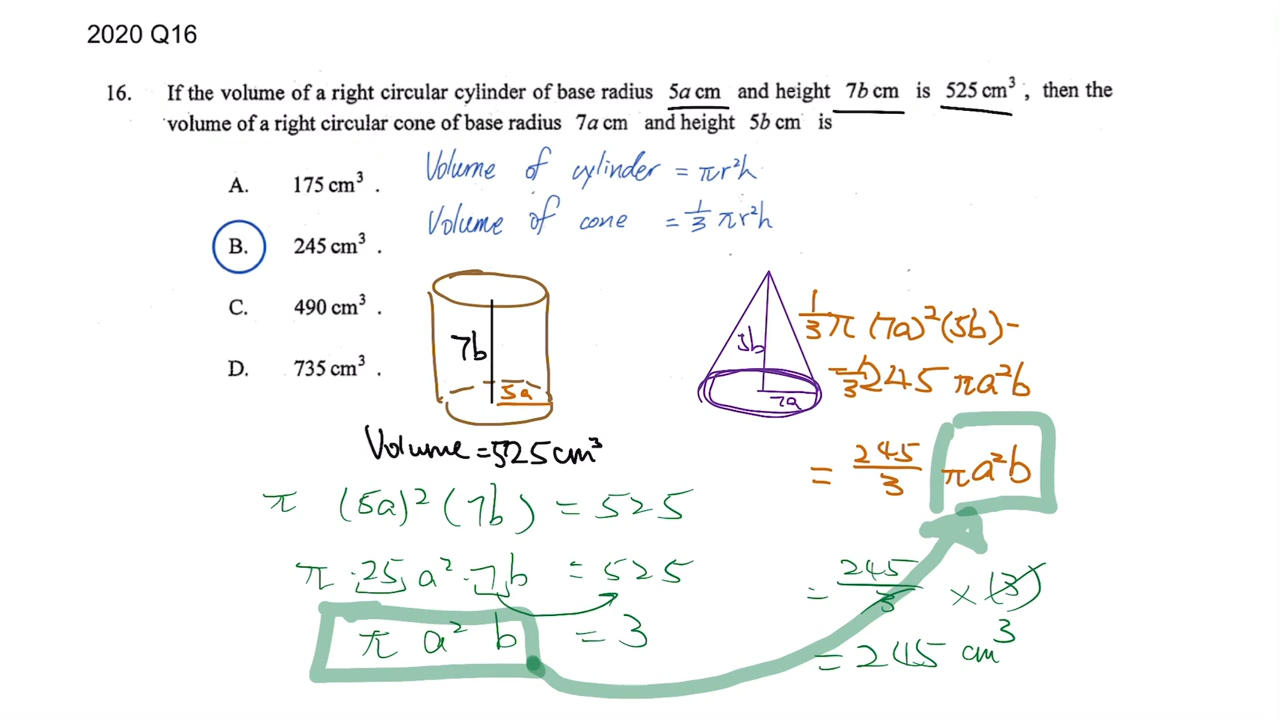 2020 Q16
16. If the volume of a right circular cylinder of base radius 5a cm and height 7b cm is 525 cm³ , then the
volume of a right circular cone of base radius 7a cm and height 5b cm is
A. 175 cm³ .
B. 245 cm³ .
C. 490 cm³ .
D. 735 cm³ .
Volume of cylinder = πr²h
Volume of cone = 1/3 πr²h
7b
5a
Volume = 525 cm³
π (5a)² (7b) = 525
π · 25 a² · 7b = 525
π a² b = 3
5b
7a
1/3 π (7a)² (5b) =
= 1/3 245 πa²b
= 245/3 πa²b
= 245/3 × (3)
= 245 cm³